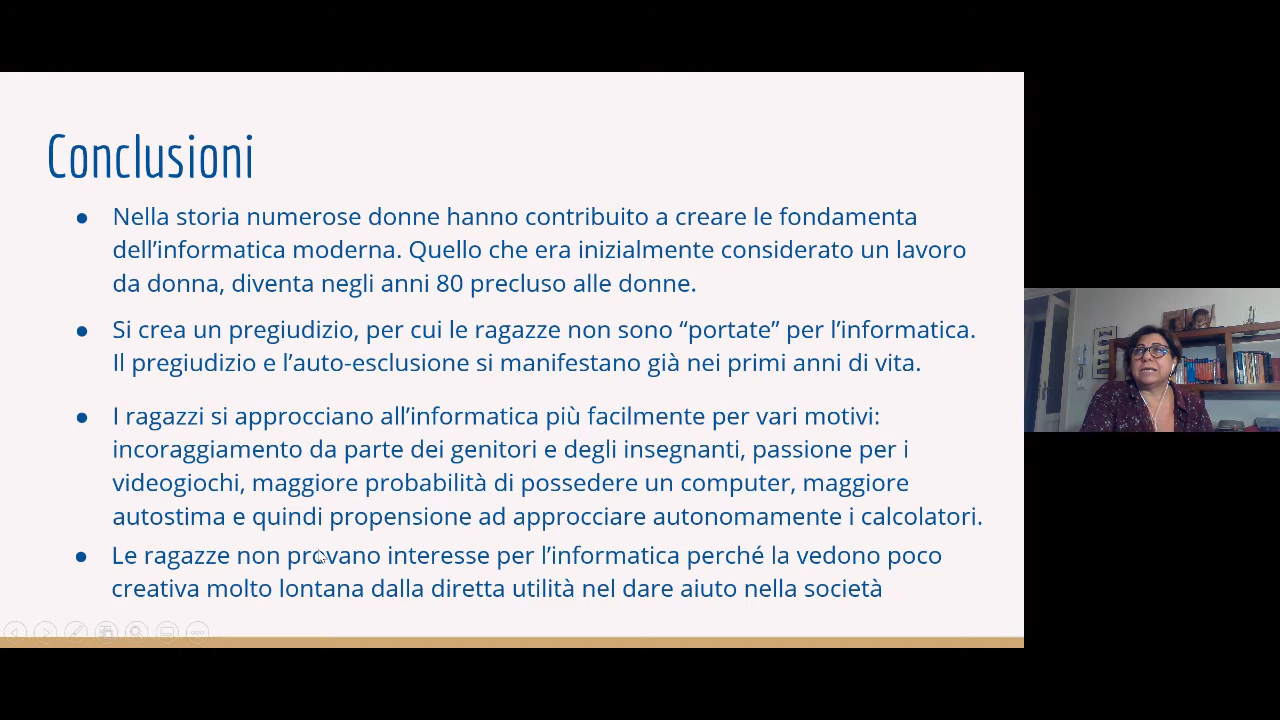 Conclusioni
● Nella storia numerose donne hanno contribuito a creare le fondamenta
dell’informatica moderna. Quello che era inizialmente considerato un lavoro
da donna, diventa negli anni 80 precluso alle donne.
● Si crea un pregiudizio, per cui le ragazze non sono “portate” per l’informatica.
Il pregiudizio e l’auto-esclusione si manifestano già nei primi anni di vita.
● I ragazzi si approcciano all’informatica più facilmente per vari motivi:
incoraggiamento da parte dei genitori e degli insegnanti, passione per i
videogiochi, maggiore probabilità di possedere un computer, maggiore
autostima e quindi propensione ad approcciare autonomamente i calcolatori.
● Le ragazze non provano interesse per l’informatica perché la vedono poco
creativa molto lontana dalla diretta utilità nel dare aiuto nella società